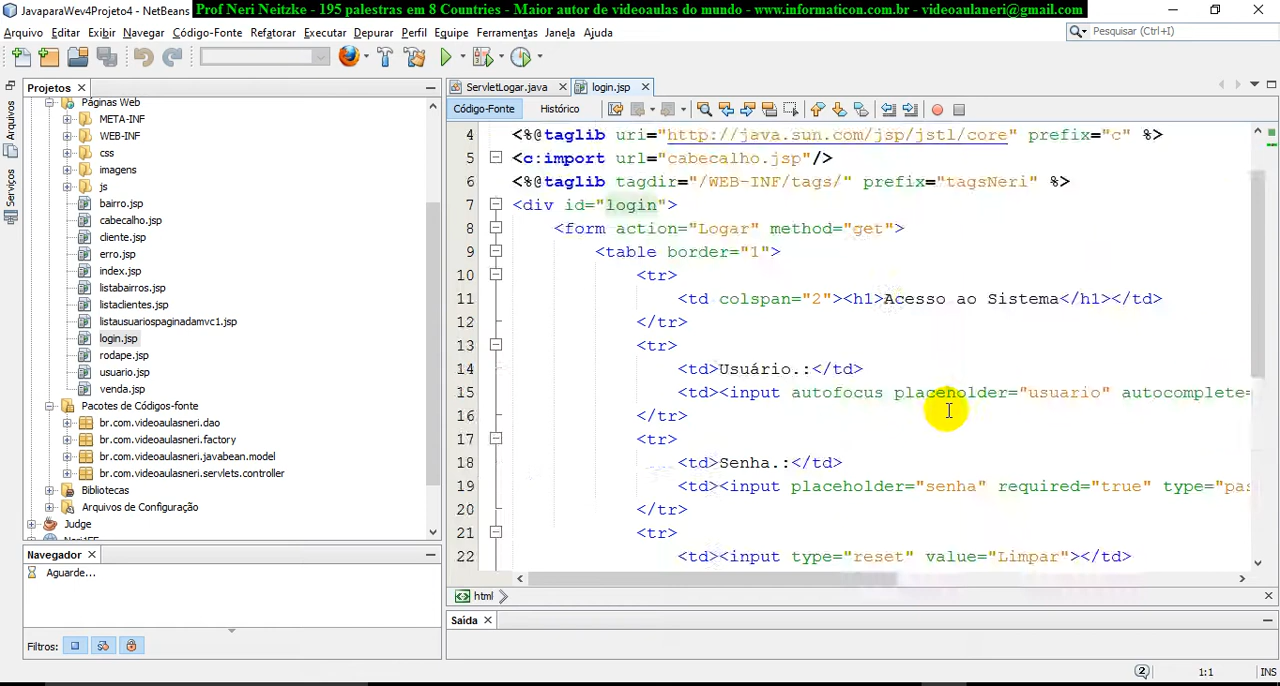 JavaparaWev4Projeto4 - NetBeans
Prof Neri Neitzke - 195 palestras em 8 Countries - Maior autor de videoaulas do mundo - www.informaticon.com.br - videoaulaneri@gmail.com
Arquivo Editar Exibir Navegar Código-Fonte Refatorar Executar Depurar Perfil Equipe Ferramentas Janela Ajuda
Pesquisar (Ctrl+I)
Projetos
ServletLogar.java
login.jsp
Código-Fonte Histórico
Arquivos
Serviços
Páginas Web
META-INF
WEB-INF
css
imagens
js
bairro.jsp
cabecalho.jsp
cliente.jsp
erro.jsp
index.jsp
listabairros.jsp
listaclientes.jsp
listausuariospaginadamvc1.jsp
login.jsp
rodape.jsp
usuario.jsp
venda.jsp
Pacotes de Códigos-fonte
br.com.videoaulasneri.dao
br.com.videoaulasneri.factory
br.com.videoaulasneri.javabean.model
br.com.videoaulasneri.servlets.controller
Bibliotecas
Arquivos de Configuração
Judge
Navegador
Aguarde...
Filtros:
4 <%@taglib uri="http://java.sun.com/jsp/jstl/core" prefix="c" %>
5 <c:import url="cabecalho.jsp"/>
6 <%@taglib tagdir="/WEB-INF/tags/" prefix="tagsNeri" %>
7 <div id="login">
8 <form action="Logar" method="get">
9 <table border="1">
10 <tr>
11 <td colspan="2"><h1>Acesso ao Sistema</h1></td>
12 </tr>
13 <tr>
14 <td>Usuário.:</td>
15 <td><input autofocus placeholder="usuario" autocomplete=
16 </tr>
17 <tr>
18 <td>Senha.:</td>
19 <td><input placeholder="senha" required="true" type="pas
20 </tr>
21 <tr>
22 <td><input type="reset" value="Limpar"></td>
html
Saída
2
1:1
INS